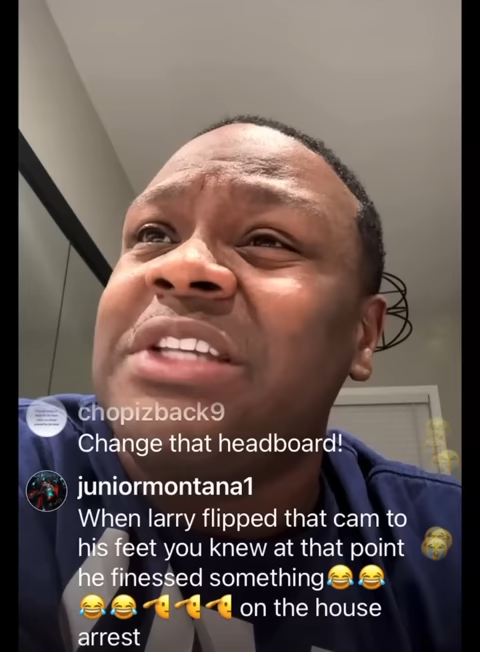 chopizback9
Change that headboard!
juniormontana1
When larry flipped that cam to
his feet you knew at that point
he finessed something😂😂
😂😂🫤🫤🫤 on the house
arrest